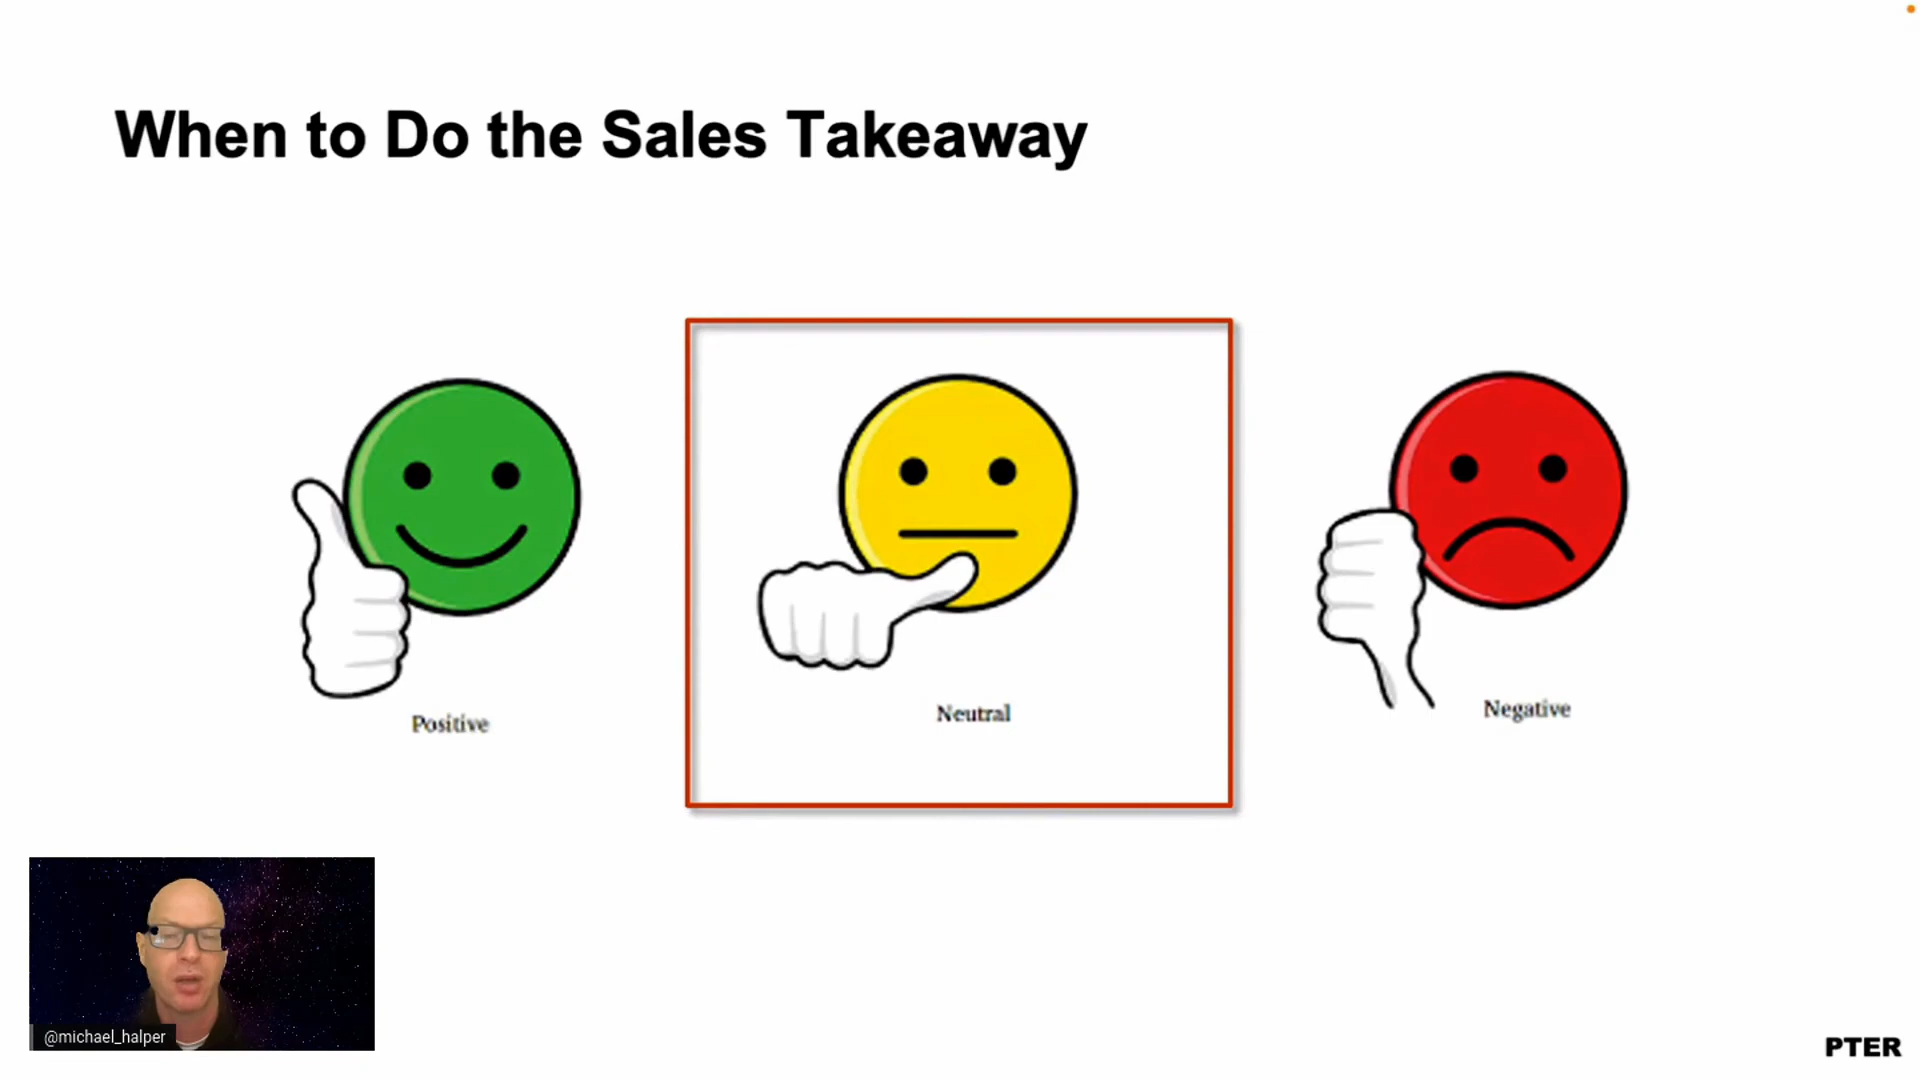 When to Do the Sales Takeaway
Positive
Neutral
Negative
@michael_halper
PTER